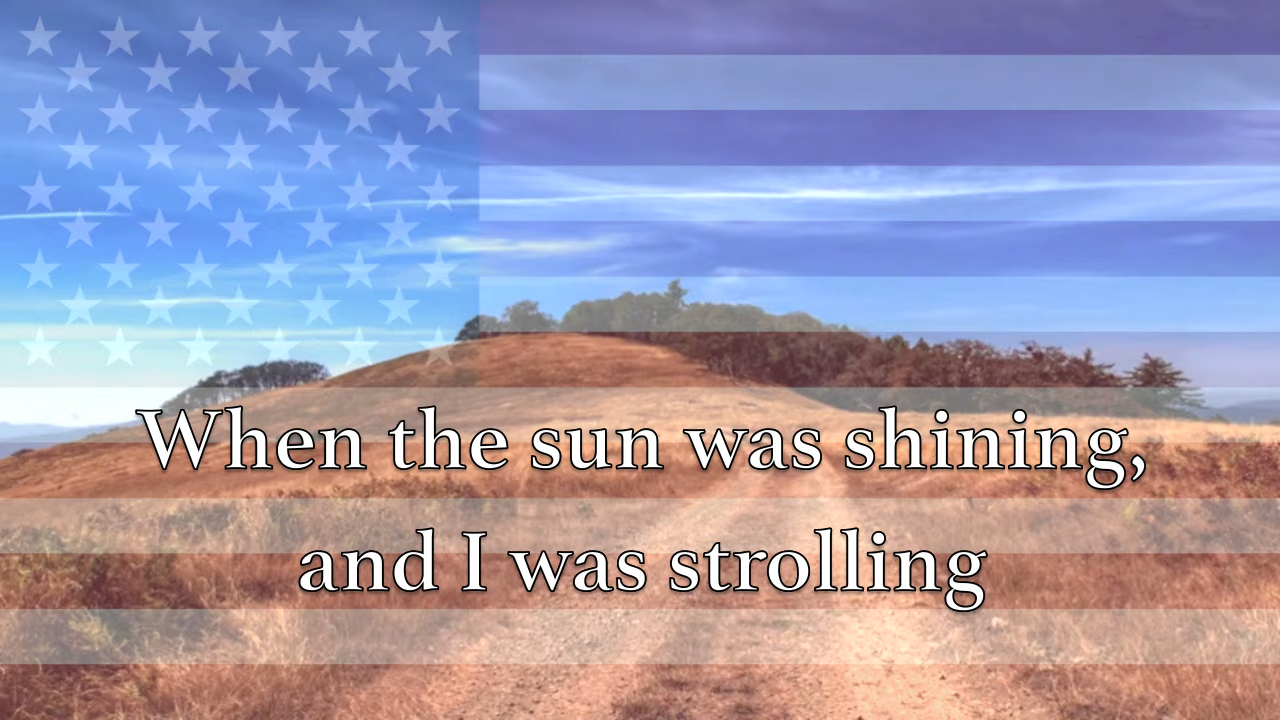 When the sun was shining,
and I was strolling